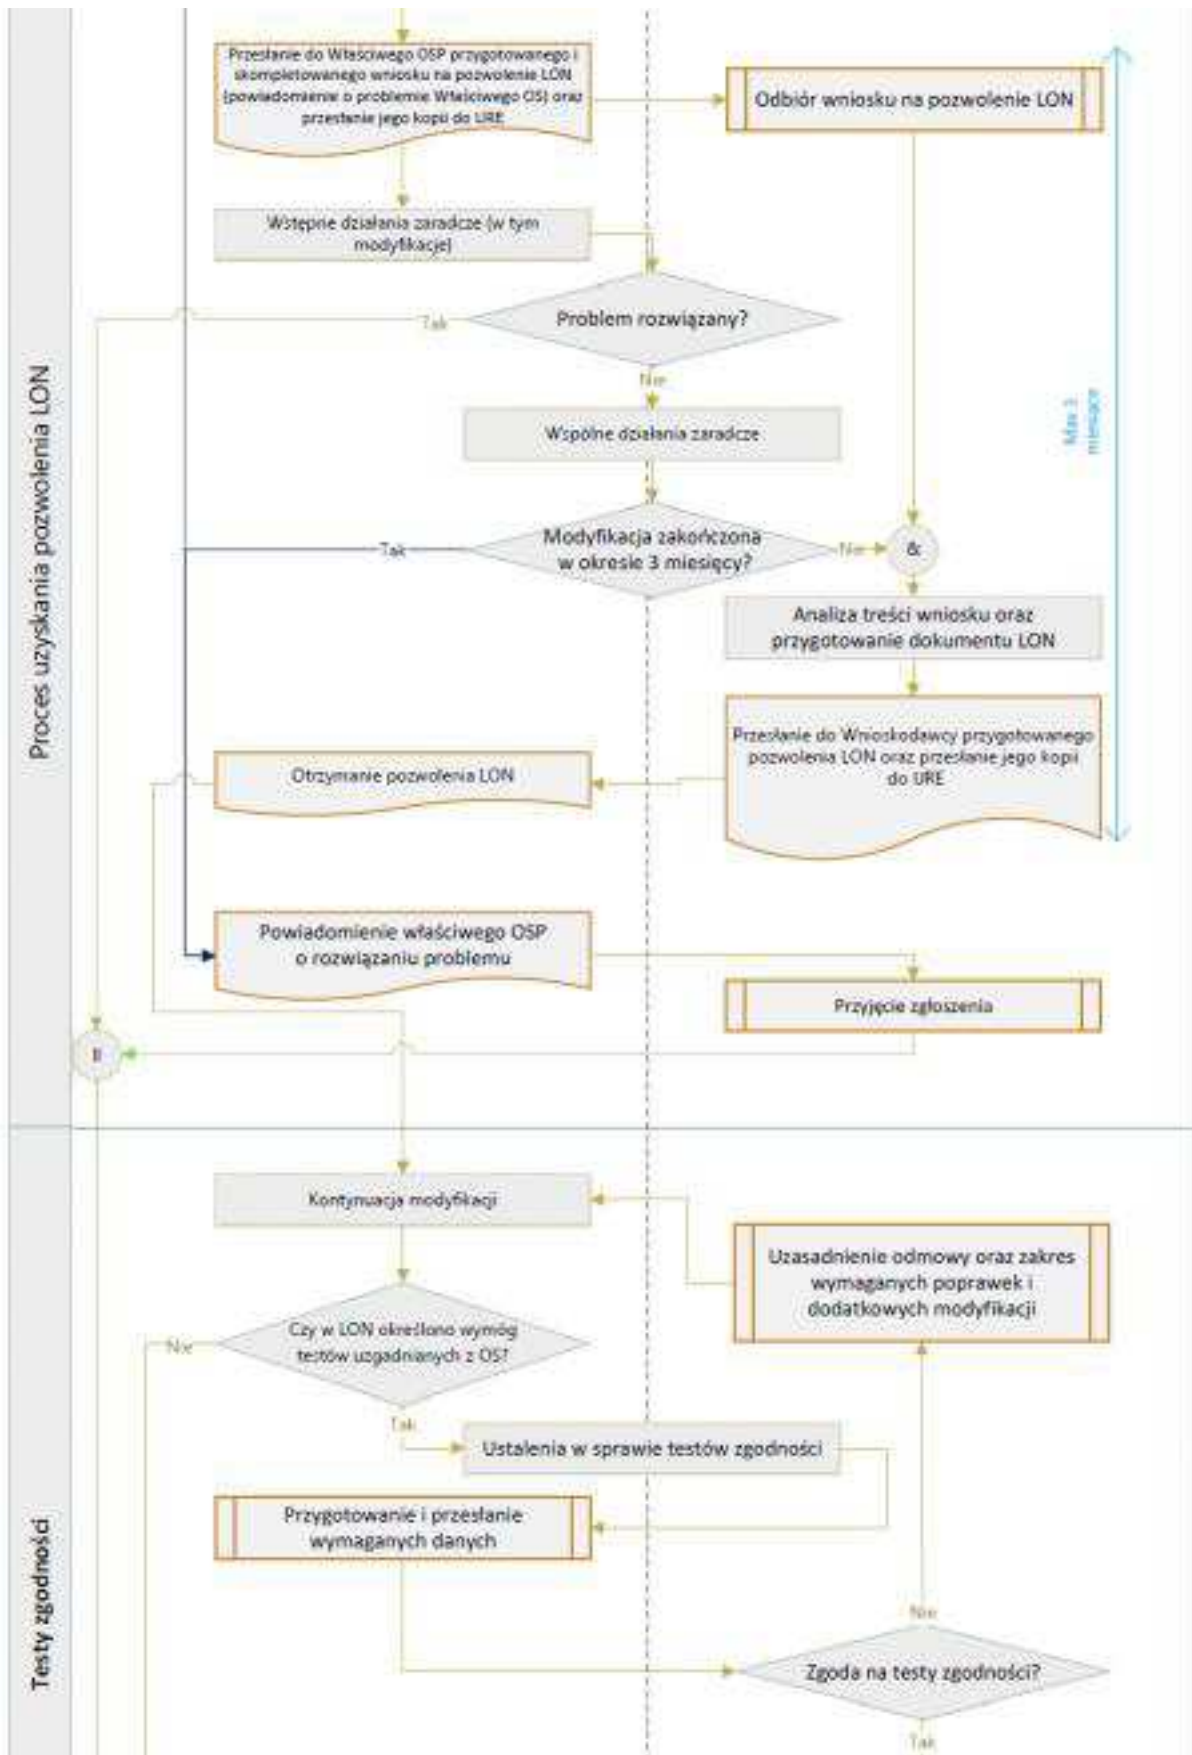 Proces uzyskania pozwolenia LON
Przesłanie do Właściwego OSP przygotowanego i
skompletowanego wniosku na pozwolenie LON
(powiadomienie o problemie Właściwego OS) oraz
przesłanie jego kopii do URE
Odbiór wniosku na pozwolenie LON
Wstępne działania zaradcze (w tym
modyfikacje)
Problem rozwiązany?
Tak
Nie
Max 3
miesiące
Wspólne działania zaradcze
Modyfikacja zakończona
w okresie 3 miesięcy?
Tak
Nie
&
Analiza treści wniosku oraz
przygotowanie dokumentu LON
Przesłanie do Wnioskodawcy przygotowanego
pozwolenia LON oraz przesłanie jego kopii
do URE
Otrzymanie pozwolenia LON
Powiadomienie właściwego OSP
o rozwiązaniu problemu
Przyjęcie zgłoszenia
Testy zgodności
Kontynuacja modyfikacji
Uzasadnienie odmowy oraz zakres
wymaganych poprawek i
dodatkowych modyfikacji
Czy w LON określono wymóg
testów uzgadnianych z OS?
Nie
Tak
Ustalenia w sprawie testów zgodności
Przygotowanie i przesłanie
wymaganych danych
Nie
Zgoda na testy zgodności?
Tak